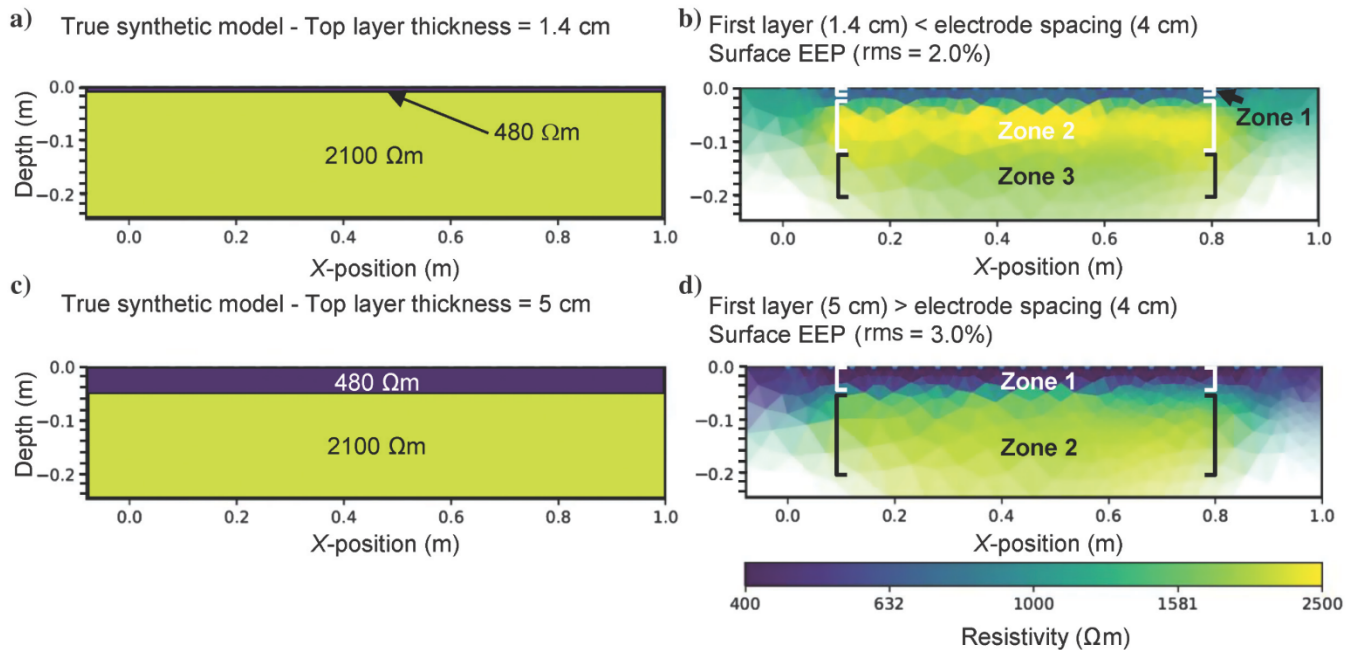 a)
True synthetic model - Top layer thickness = 1.4 cm
0.0
−0.1
−0.2
Depth (m)
480 Ωm
2100 Ωm
0.0 0.2 0.4 0.6 0.8 1.0
X-position (m)
b)
First layer (1.4 cm) < electrode spacing (4 cm)
Surface EEP (rms = 2.0%)
0.0
−0.1
−0.2
Zone 1
Zone 2
Zone 3
0.0 0.2 0.4 0.6 0.8 1.0
X-position (m)
c)
True synthetic model - Top layer thickness = 5 cm
0.0
−0.1
−0.2
Depth (m)
480 Ωm
2100 Ωm
0.0 0.2 0.4 0.6 0.8 1.0
X-position (m)
d)
First layer (5 cm) > electrode spacing (4 cm)
Surface EEP (rms = 3.0%)
0.0
−0.1
−0.2
Zone 1
Zone 2
0.0 0.2 0.4 0.6 0.8 1.0
X-position (m)
400 632 1000 1581 2500
Resistivity (Ωm)